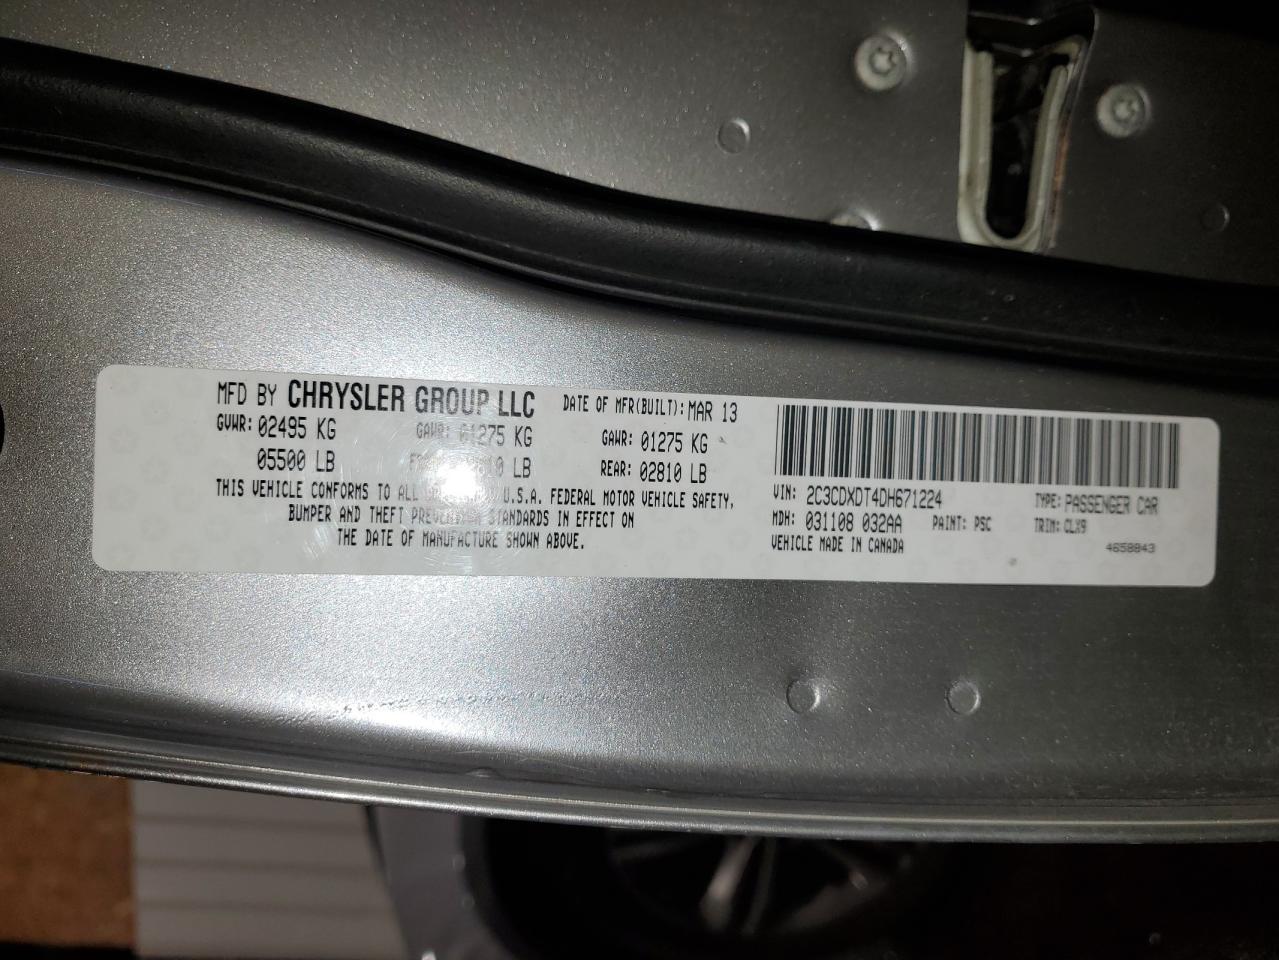 MFD BY CHRYSLER GROUP LLC DATE OF MFR(BUILT): MAR 13
GVWR: 02495 KG GAWR: 01275 KG GAWR: 01275 KG
05500 LB LB REAR: 02810 LB
THIS VEHICLE CONFORMS TO ALL U.S.A. FEDERAL MOTOR VEHICLE SAFETY,
BUMPER AND THEFT PREVENTION STANDARDS IN EFFECT ON
THE DATE OF MANUFACTURE SHOWN ABOVE.
VIN: 2C3CDXDT4DH671224 TYPE: PASSENGER CAR
MDH: 031108 032AA PAINT: PSC TRIM: CLX9
VEHICLE MADE IN CANADA 4658843